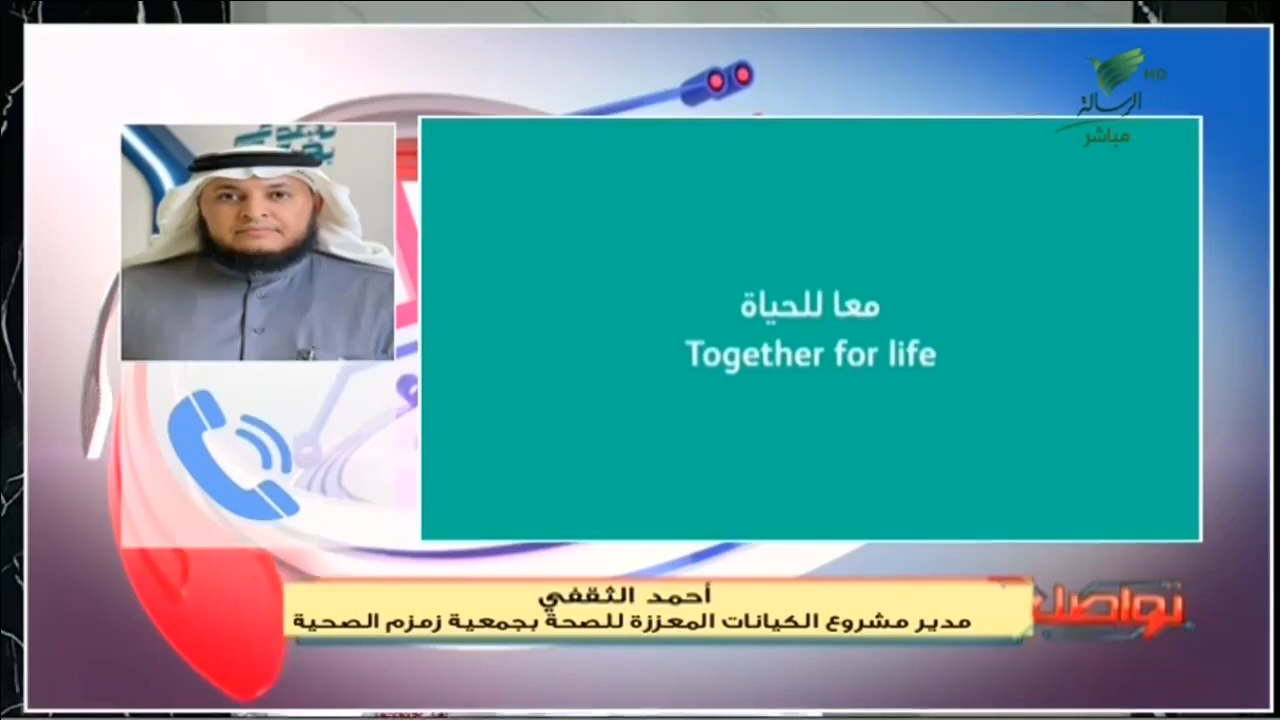 الرسالة HD
مباشر
معا للحياة
Together for life
أحمد الثقفي
مدير مشروع الكيانات المعززة للصحة بجمعية زمزم الصحية
تواصل